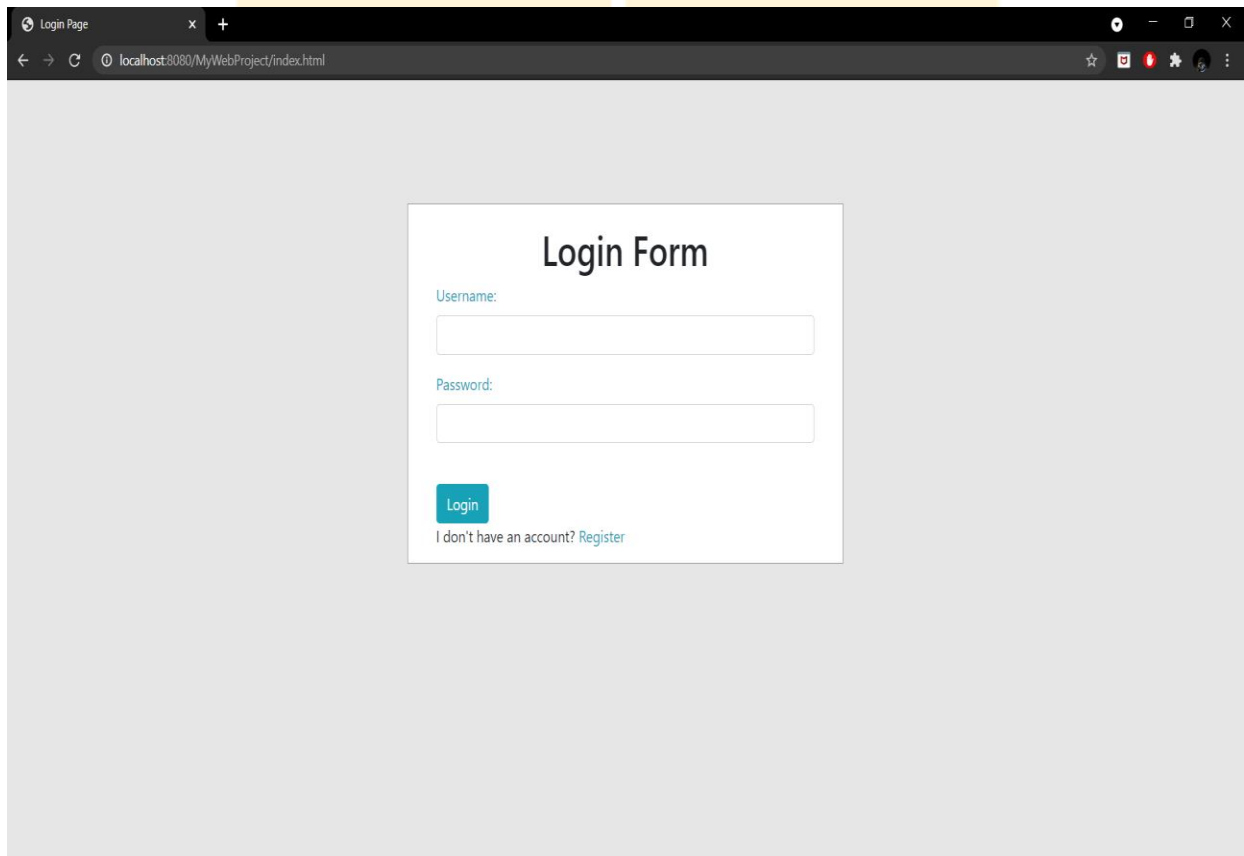 Login Page
localhost:8080/MyWebProject/index.html
Login Form
Username:
Password:
Login
I don't have an account? Register